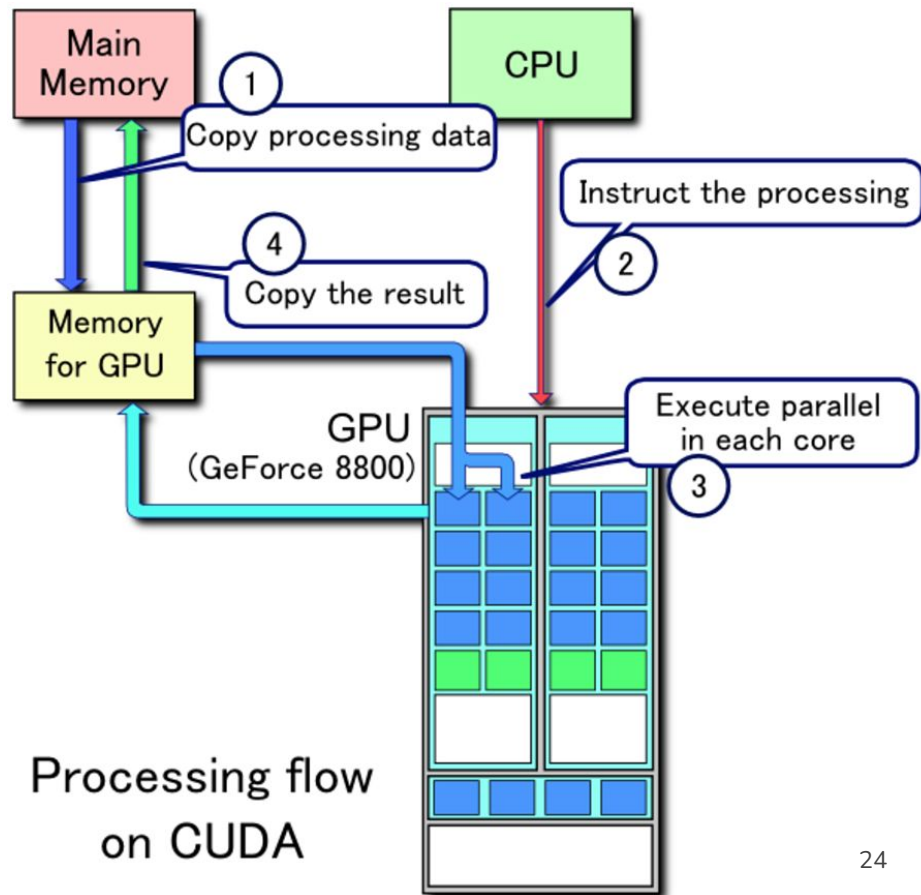 Main
Memory
CPU
1
Copy processing data
Instruct the processing
2
4
Copy the result
Memory
for GPU
GPU
(GeForce 8800)
Execute parallel
in each core
3
Processing flow
on CUDA
24